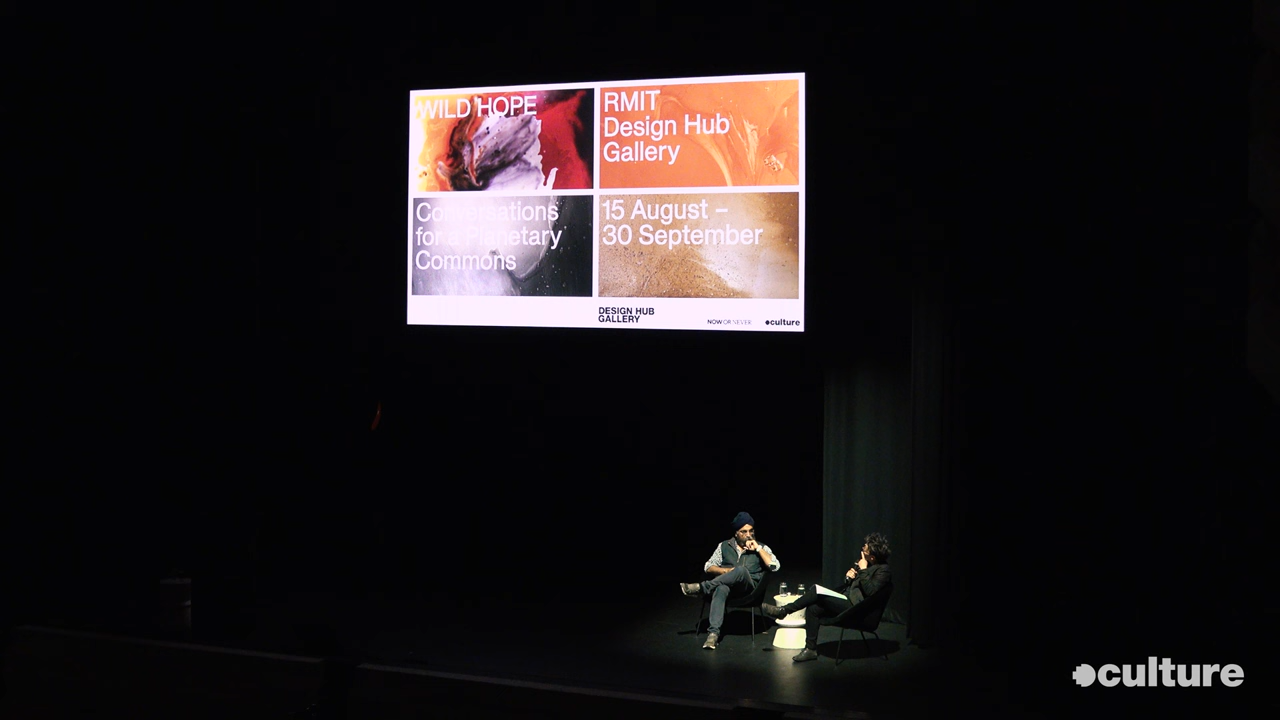 WILD HOPE
RMIT
Design Hub
Gallery
Conversations
for a Planetary
Commons
15 August –
30 September
DESIGN HUB
GALLERY
NOW OR NEVER
culture
culture